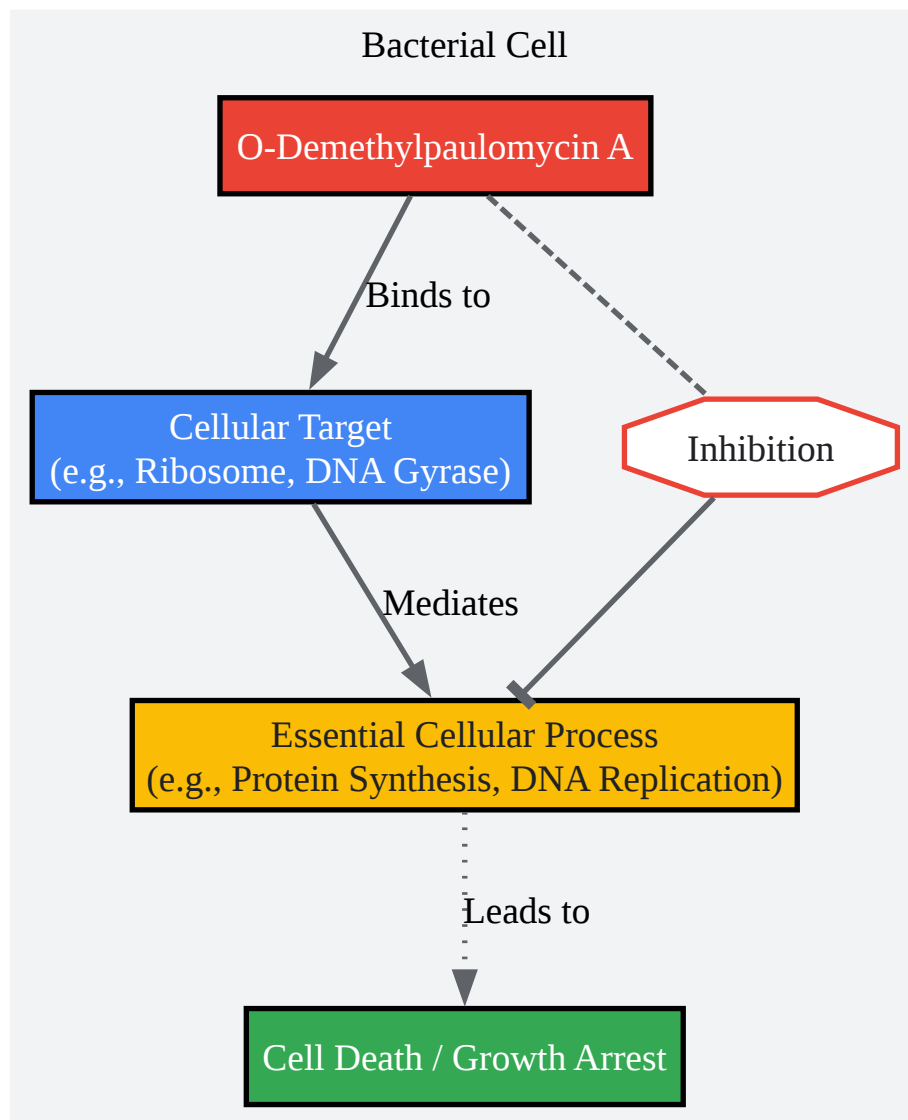 Bacterial Cell
O-Demethylpaulomycin A
Binds to
Cellular Target
(e.g., Ribosome, DNA Gyrase)
Inhibition
Mediates
Essential Cellular Process
(e.g., Protein Synthesis, DNA Replication)
Leads to
Cell Death / Growth Arrest